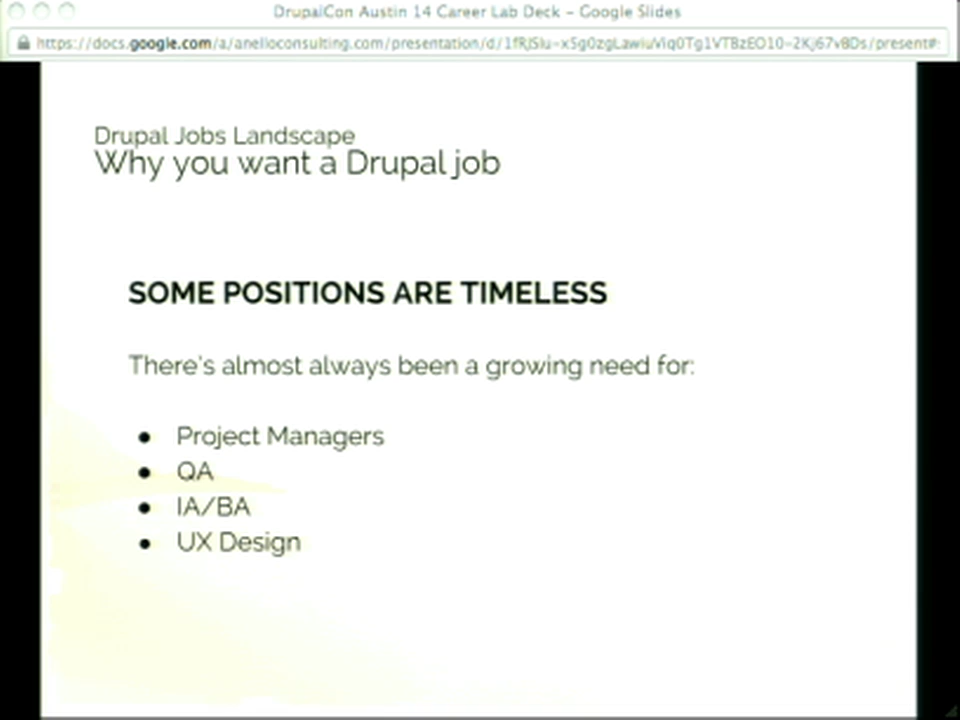 DrupalCon Austin 14 Career Lab Deck – Google Slides
Drupal Jobs Landscape
Why you want a Drupal job
SOME POSITIONS ARE TIMELESS
There's almost always been a growing need for:
● Project Managers
● QA
● IA/BA
● UX Design